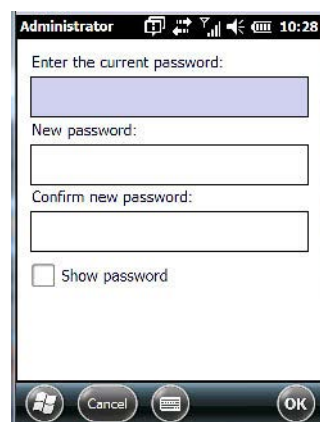 Administrator 10:28
Enter the current password:
New password:
Confirm new password:
Show password
Cancel OK